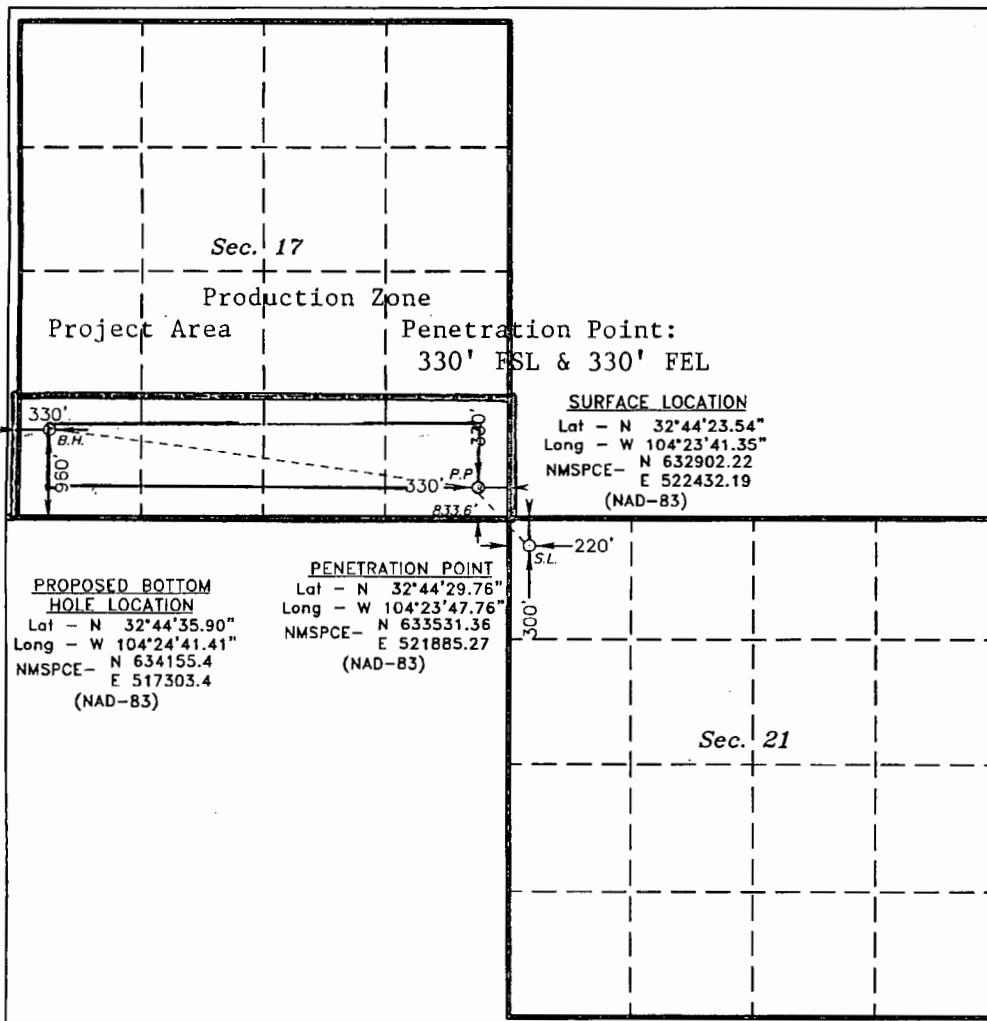 Sec. 17
Production Zone
Project Area
Penetration Point:
330' FSL & 330' FEL
SURFACE LOCATION
Lat - N 32°44'23.54"
Long - W 104°23'41.35"
NMSPCE- N 632902.22
E 522432.19
(NAD-83)
330'
B.H.
960'
330'
P.P
330'
833.6'
S.L.
220'
300'
PROPOSED BOTTOM
HOLE LOCATION
Lat - N 32°44'35.90"
Long - W 104°24'41.41"
NMSPCE- N 634155.4
E 517303.4
(NAD-83)
PENETRATION POINT
Lat - N 32°44'29.76"
Long - W 104°23'47.76"
NMSPCE- N 633531.36
E 521885.27
(NAD-83)
Sec. 21